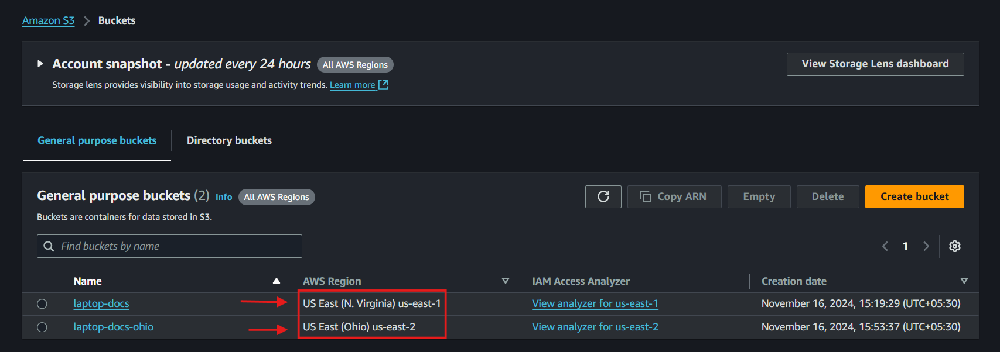 Amazon S3 > Buckets
Account snapshot - updated every 24 hours All AWS Regions View Storage Lens dashboard
Storage lens provides visibility into storage usage and activity trends. Learn more
General purpose buckets Directory buckets
General purpose buckets (2) Info All AWS Regions Copy ARN Empty Delete Create bucket
Buckets are containers for data stored in S3.
Find buckets by name 1
Name AWS Region IAM Access Analyzer Creation date
laptop-docs US East (N. Virginia) us-east-1 View analyzer for us-east-1 November 16, 2024, 15:19:29 (UTC+05:30)
laptop-docs-ohio US East (Ohio) us-east-2 View analyzer for us-east-2 November 16, 2024, 15:53:37 (UTC+05:30)